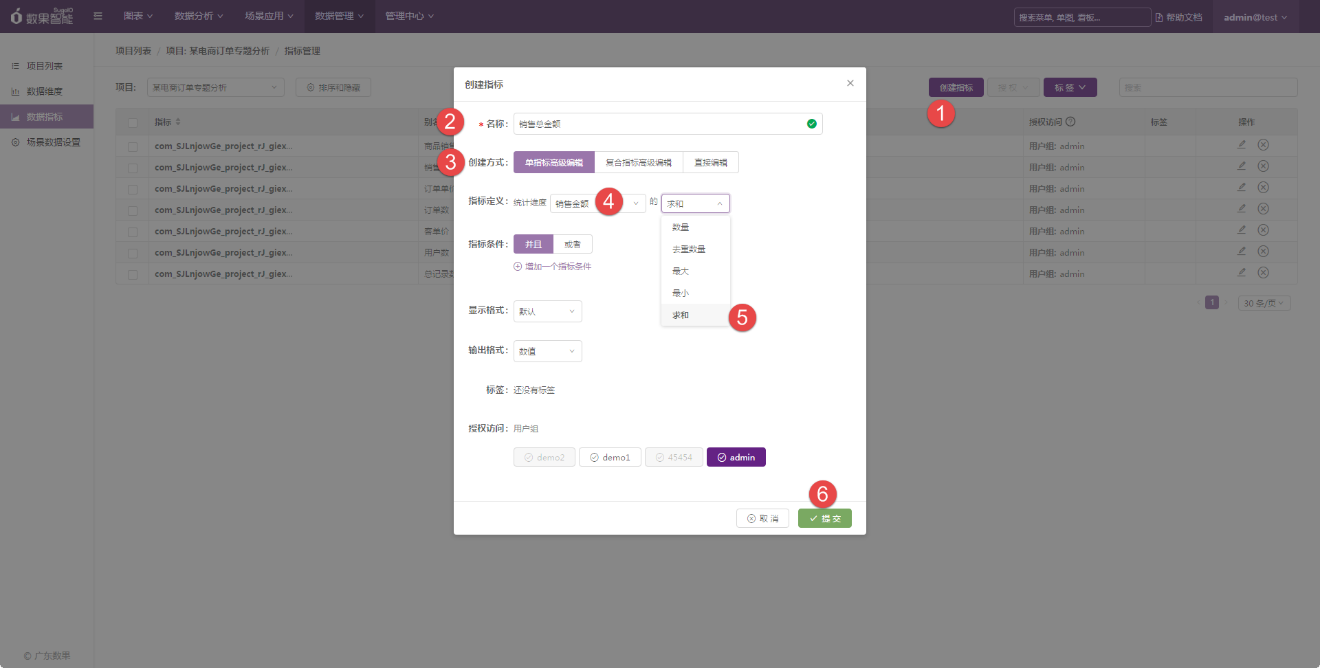 数果智能 SugoIO 图表 数据分析 场景应用 数据管理 管理中心 搜索菜单, 单图, 看板... 帮助文档 admin@test
项目列表 / 项目: 某电商订单专题分析 / 指标管理
项目列表
数据维度
数据指标
场景数据设置
项目: 某电商订单专题分析 排序和隐藏 创建指标 授权 标签 搜索
1
指标 别名 授权访问 标签 操作
com_SJLnjowGe_project_rJ_giex... 商品销售 用户组: admin
com_SJLnjowGe_project_rJ_giex... 销售 用户组: admin
com_SJLnjowGe_project_rJ_giex... 订单单价 用户组: admin
com_SJLnjowGe_project_rJ_giex... 订单数 用户组: admin
com_SJLnjowGe_project_rJ_giex... 客单价 用户组: admin
com_SJLnjowGe_project_rJ_giex... 用户数 用户组: admin
com_SJLnjowGe_project_rJ_giex... 总记录数 用户组: admin
1 30 条/页
创建指标
2 * 名称: 销售总金额
3 创建方式: 单指标高级编辑 复合指标高级编辑 直接编辑
指标定义: 统计维度 销售金额 4 的 求和
数量
去重数量
最大
最小
求和 5
指标条件: 并且 或者
增加一个指标条件
显示格式: 默认
输出格式: 数值
标签: 还没有标签
授权访问: 用户组
demo2 demo1 45454 admin
6
取消 提交
© 广东数果